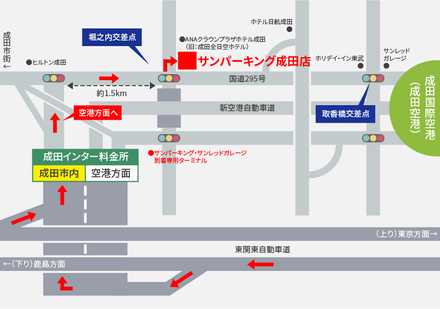 ホテル日航成田
成田市街→
堀之内交差点
●ANAクラウンプラザホテル成田
(旧:成田全日空ホテル)
サンパーキング成田店
●ヒルトン成田
ホリデー・イン東武
サンレッド
ガレージ
国道295号
約1.5km
成田国際空港
(成田空港)
新空港自動車道
空港方面へ
取香橋交差点
成田インター料金所
成田市内
空港方面
●サンパーキング・サンレッドガレージ
到着専用ターミナル
(上り)東京方面→
東関東自動車道
←(下り)鹿島方面